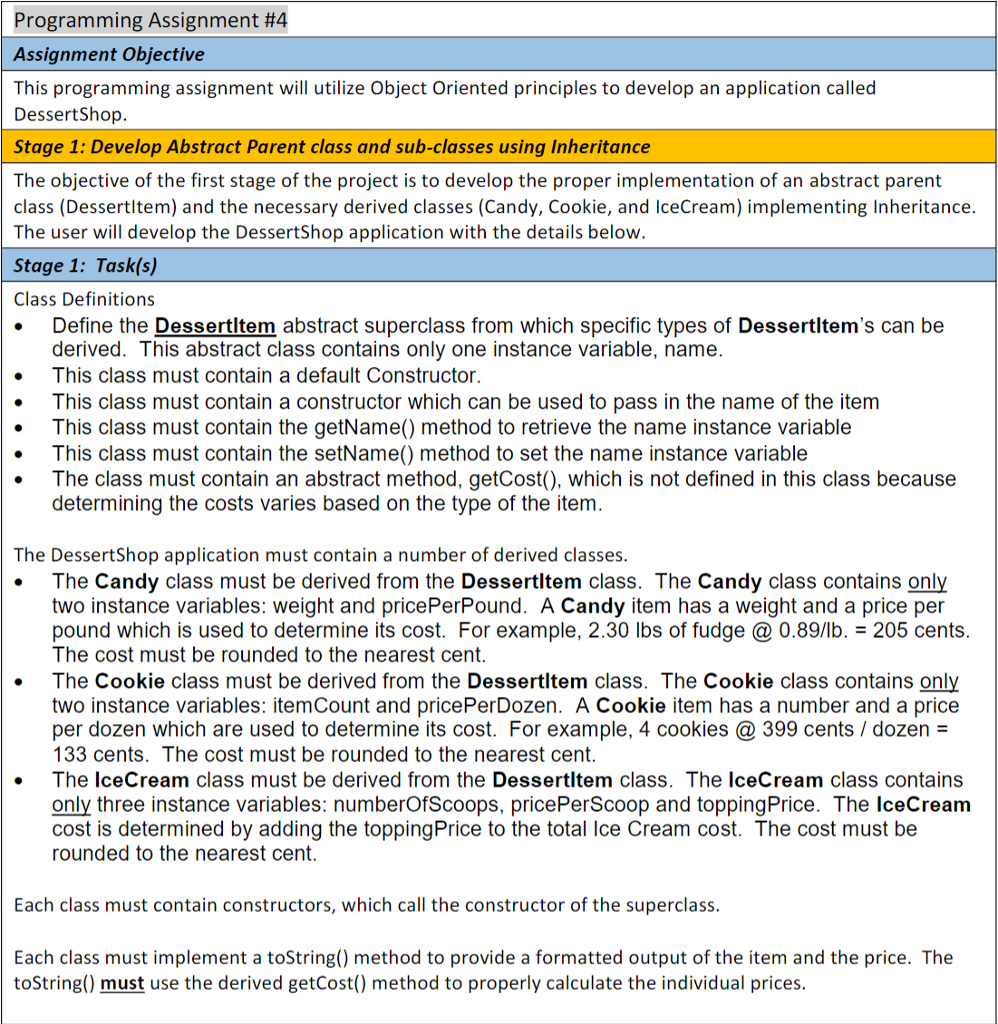 Programming Assignment #4
Assignment Objective
This programming assignment will utilize Object Oriented principles to develop an application called
DessertShop.
Stage 1: Develop Abstract Parent class and sub-classes using Inheritance
The objective of the first stage of the project is to develop the proper implementation of an abstract parent
class (DessertItem) and the necessary derived classes (Candy, Cookie, and IceCream) implementing Inheritance.
The user will develop the DessertShop application with the details below.
Stage 1:  Task(s)
Class Definitions
• Define the DessertItem abstract superclass from which specific types of DessertItem's can be
derived.  This abstract class contains only one instance variable, name.
• This class must contain a default Constructor.
• This class must contain a constructor which can be used to pass in the name of the item
• This class must contain the getName() method to retrieve the name instance variable
• This class must contain the setName() method to set the name instance variable
• The class must contain an abstract method, getCost(), which is not defined in this class because
determining the costs varies based on the type of the item.
The DessertShop application must contain a number of derived classes.
• The Candy class must be derived from the DessertItem class.  The Candy class contains only
two instance variables: weight and pricePerPound.  A Candy item has a weight and a price per
pound which is used to determine its cost.  For example, 2.30 lbs of fudge @ 0.89/lb. = 205 cents.
The cost must be rounded to the nearest cent.
• The Cookie class must be derived from the DessertItem class.  The Cookie class contains only
two instance variables: itemCount and pricePerDozen.  A Cookie item has a number and a price
per dozen which are used to determine its cost.  For example, 4 cookies @ 399 cents / dozen =
133 cents.  The cost must be rounded to the nearest cent.
• The IceCream class must be derived from the DessertItem class.  The IceCream class contains
only three instance variables: numberOfScoops, pricePerScoop and toppingPrice.  The IceCream
cost is determined by adding the toppingPrice to the total Ice Cream cost.  The cost must be
rounded to the nearest cent.
Each class must contain constructors, which call the constructor of the superclass.
Each class must implement a toString() method to provide a formatted output of the item and the price.  The
toString() must use the derived getCost() method to properly calculate the individual prices.